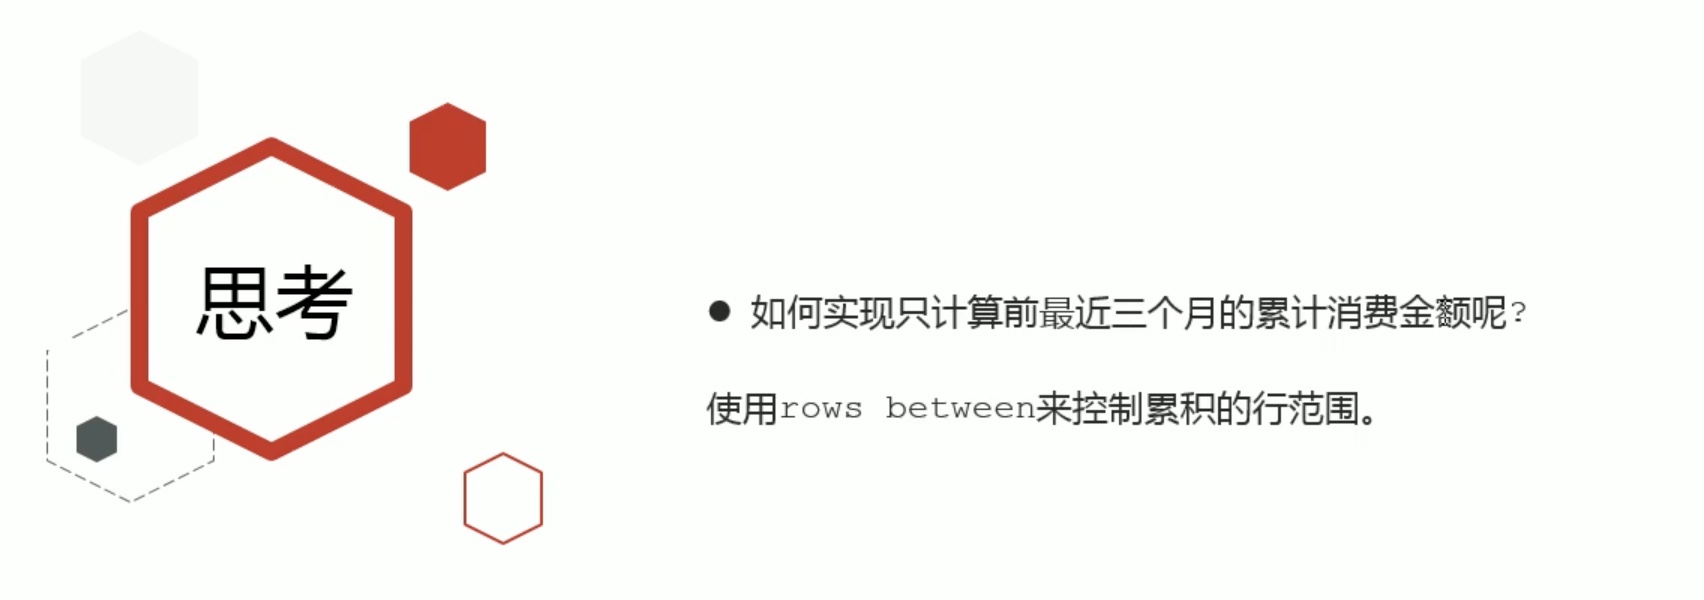 思考
● 如何实现只计算前最近三个月的累计消费金额呢?
使用rows between来控制累积的行范围。